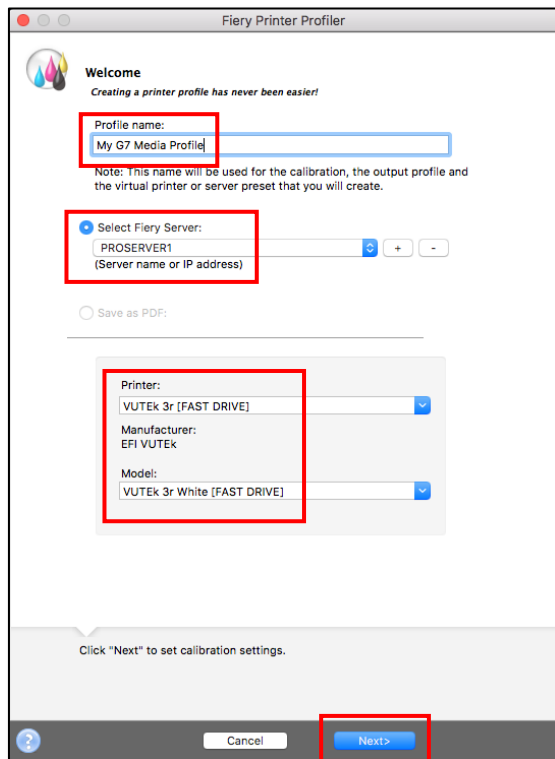 Fiery Printer Profiler
Welcome
Creating a printer profile has never been easier!
Profile name:
My G7 Media Profile
Note: This name will be used for the calibration, the output profile and
the virtual printer or server preset that you will create.
Select Fiery Server:
PROSERVER1
+ -
(Server name or IP address)
Save as PDF:
Printer:
VUTEk 3r [FAST DRIVE]
Manufacturer:
EFI VUTEk
Model:
VUTEk 3r White [FAST DRIVE]
Click "Next" to set calibration settings.
? Cancel Next>